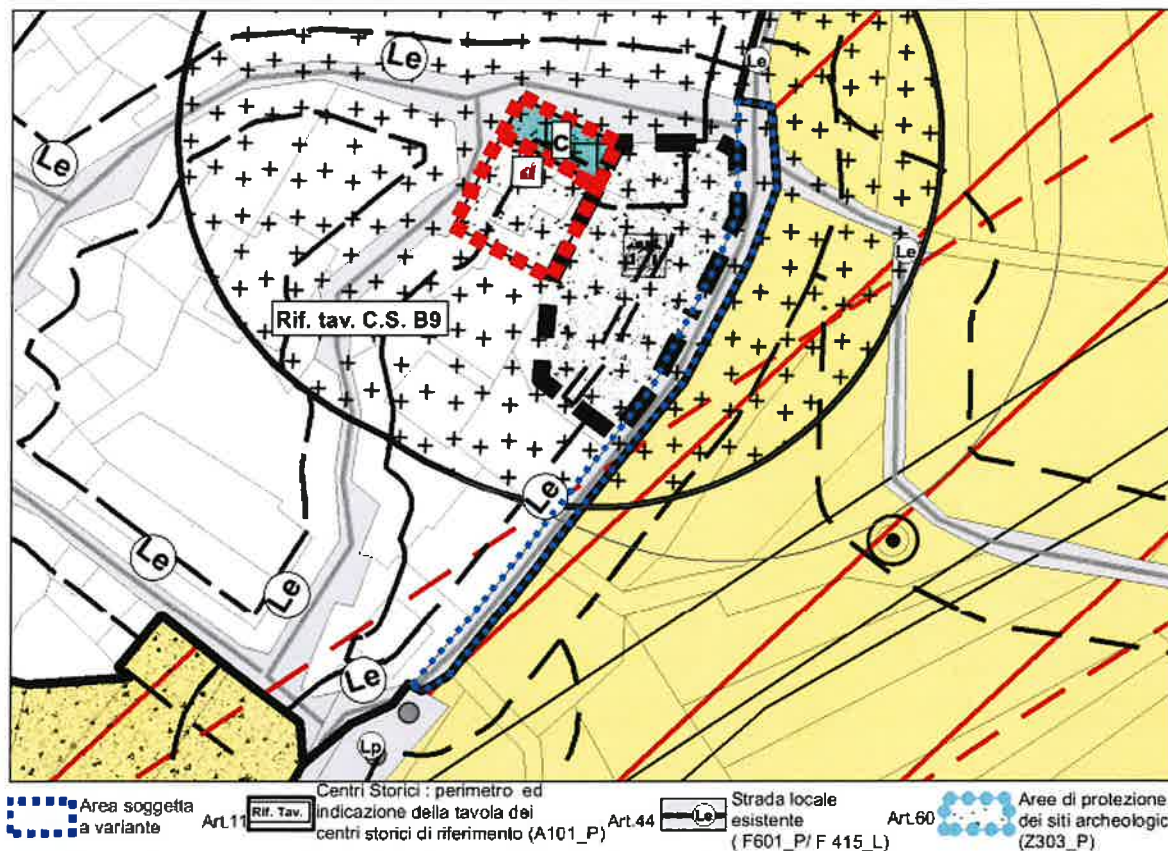 Le
Le
Le
C
d
Le
Rif. tav. C.S. B9
Le
Le
Le
Le
Lp
Area soggetta
a variante
Art.11
Rif. Tav.
Centri Storici : perimetro ed
indicazione della tavola dei
centri storici di riferimento (A101_P)
Art.44
Le
Strada locale
esistente
( F601_P/ F 415_L)
Art.60
Aree di protezione
dei siti archeologic
(Z303_P)